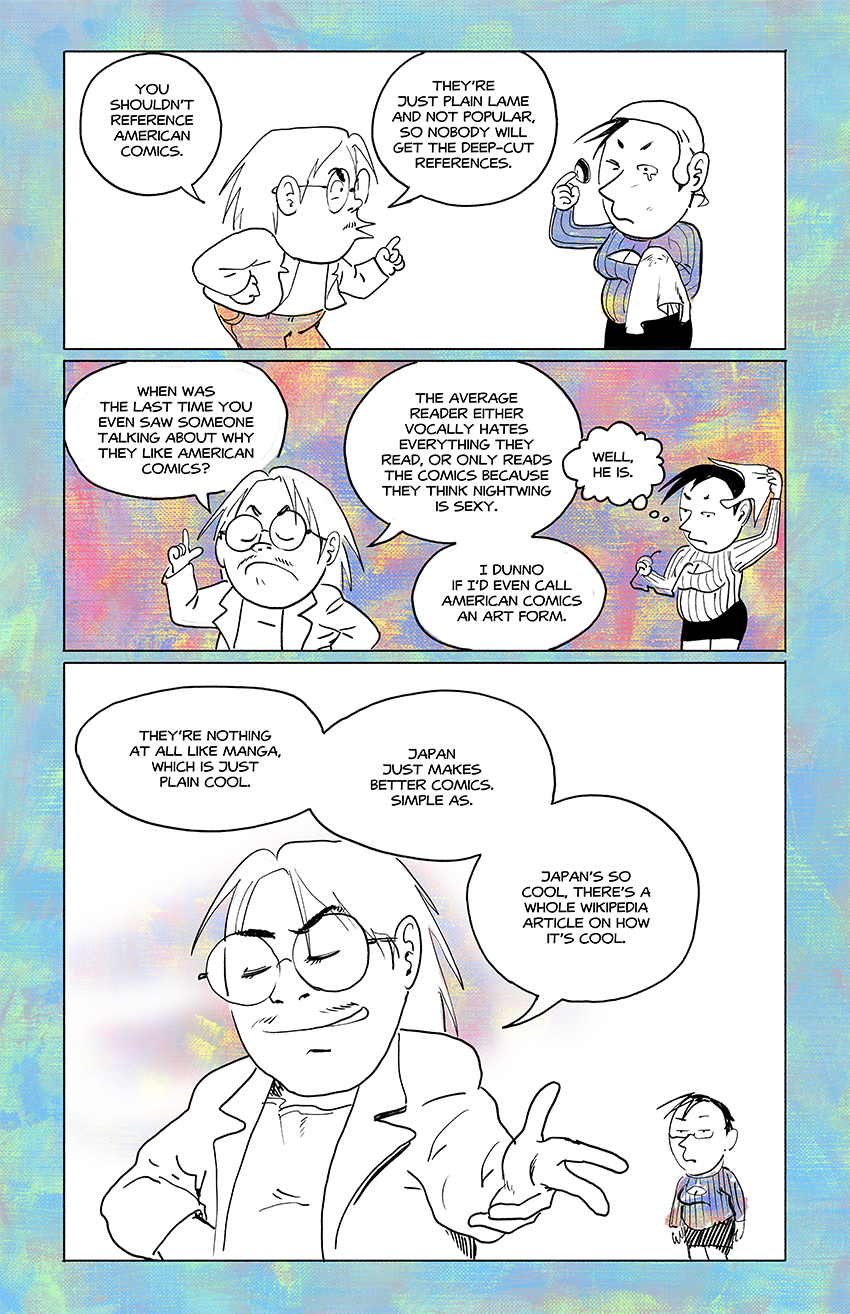 YOU
SHOULDN'T
REFERENCE
AMERICAN
COMICS.
THEY'RE
JUST PLAIN LAME
AND NOT POPULAR,
SO NOBODY WILL
GET THE DEEP-CUT
REFERENCES.
WHEN WAS
THE LAST TIME YOU
EVEN SAW SOMEONE
TALKING ABOUT WHY
THEY LIKE AMERICAN
COMICS?
THE AVERAGE
READER EITHER
VOCALLY HATES
EVERYTHING THEY
READ, OR ONLY READS
THE COMICS BECAUSE
THEY THINK NIGHTWING
IS SEXY.
WELL,
HE IS.
I DUNNO
IF I'D EVEN CALL
AMERICAN COMICS
AN ART FORM.
THEY'RE NOTHING
AT ALL LIKE MANGA,
WHICH IS JUST
PLAIN COOL.
JAPAN
JUST MAKES
BETTER COMICS.
SIMPLE AS.
JAPAN'S SO
COOL, THERE'S A
WHOLE WIKIPEDIA
ARTICLE ON HOW
IT'S COOL.